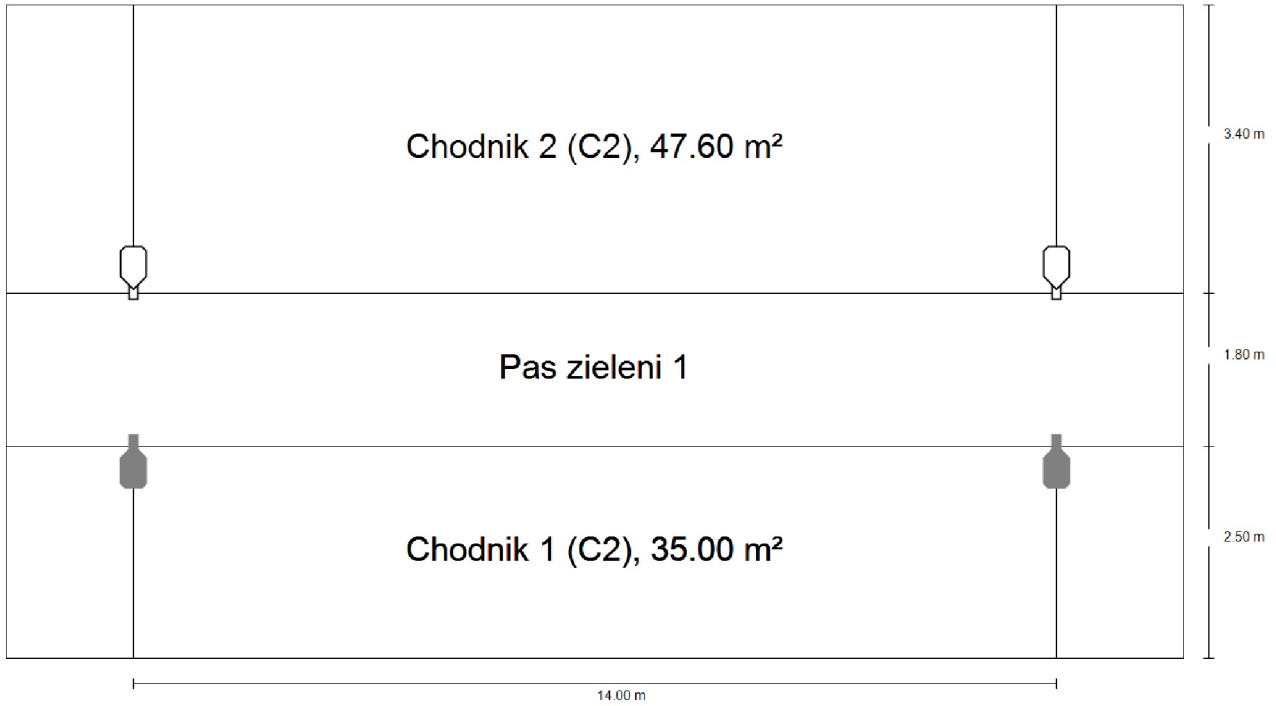 Chodnik 2 (C2), 47.60 m²
3.40 m
Pas zieleni 1
1.80 m
Chodnik 1 (C2), 35.00 m²
2.50 m
14.00 m